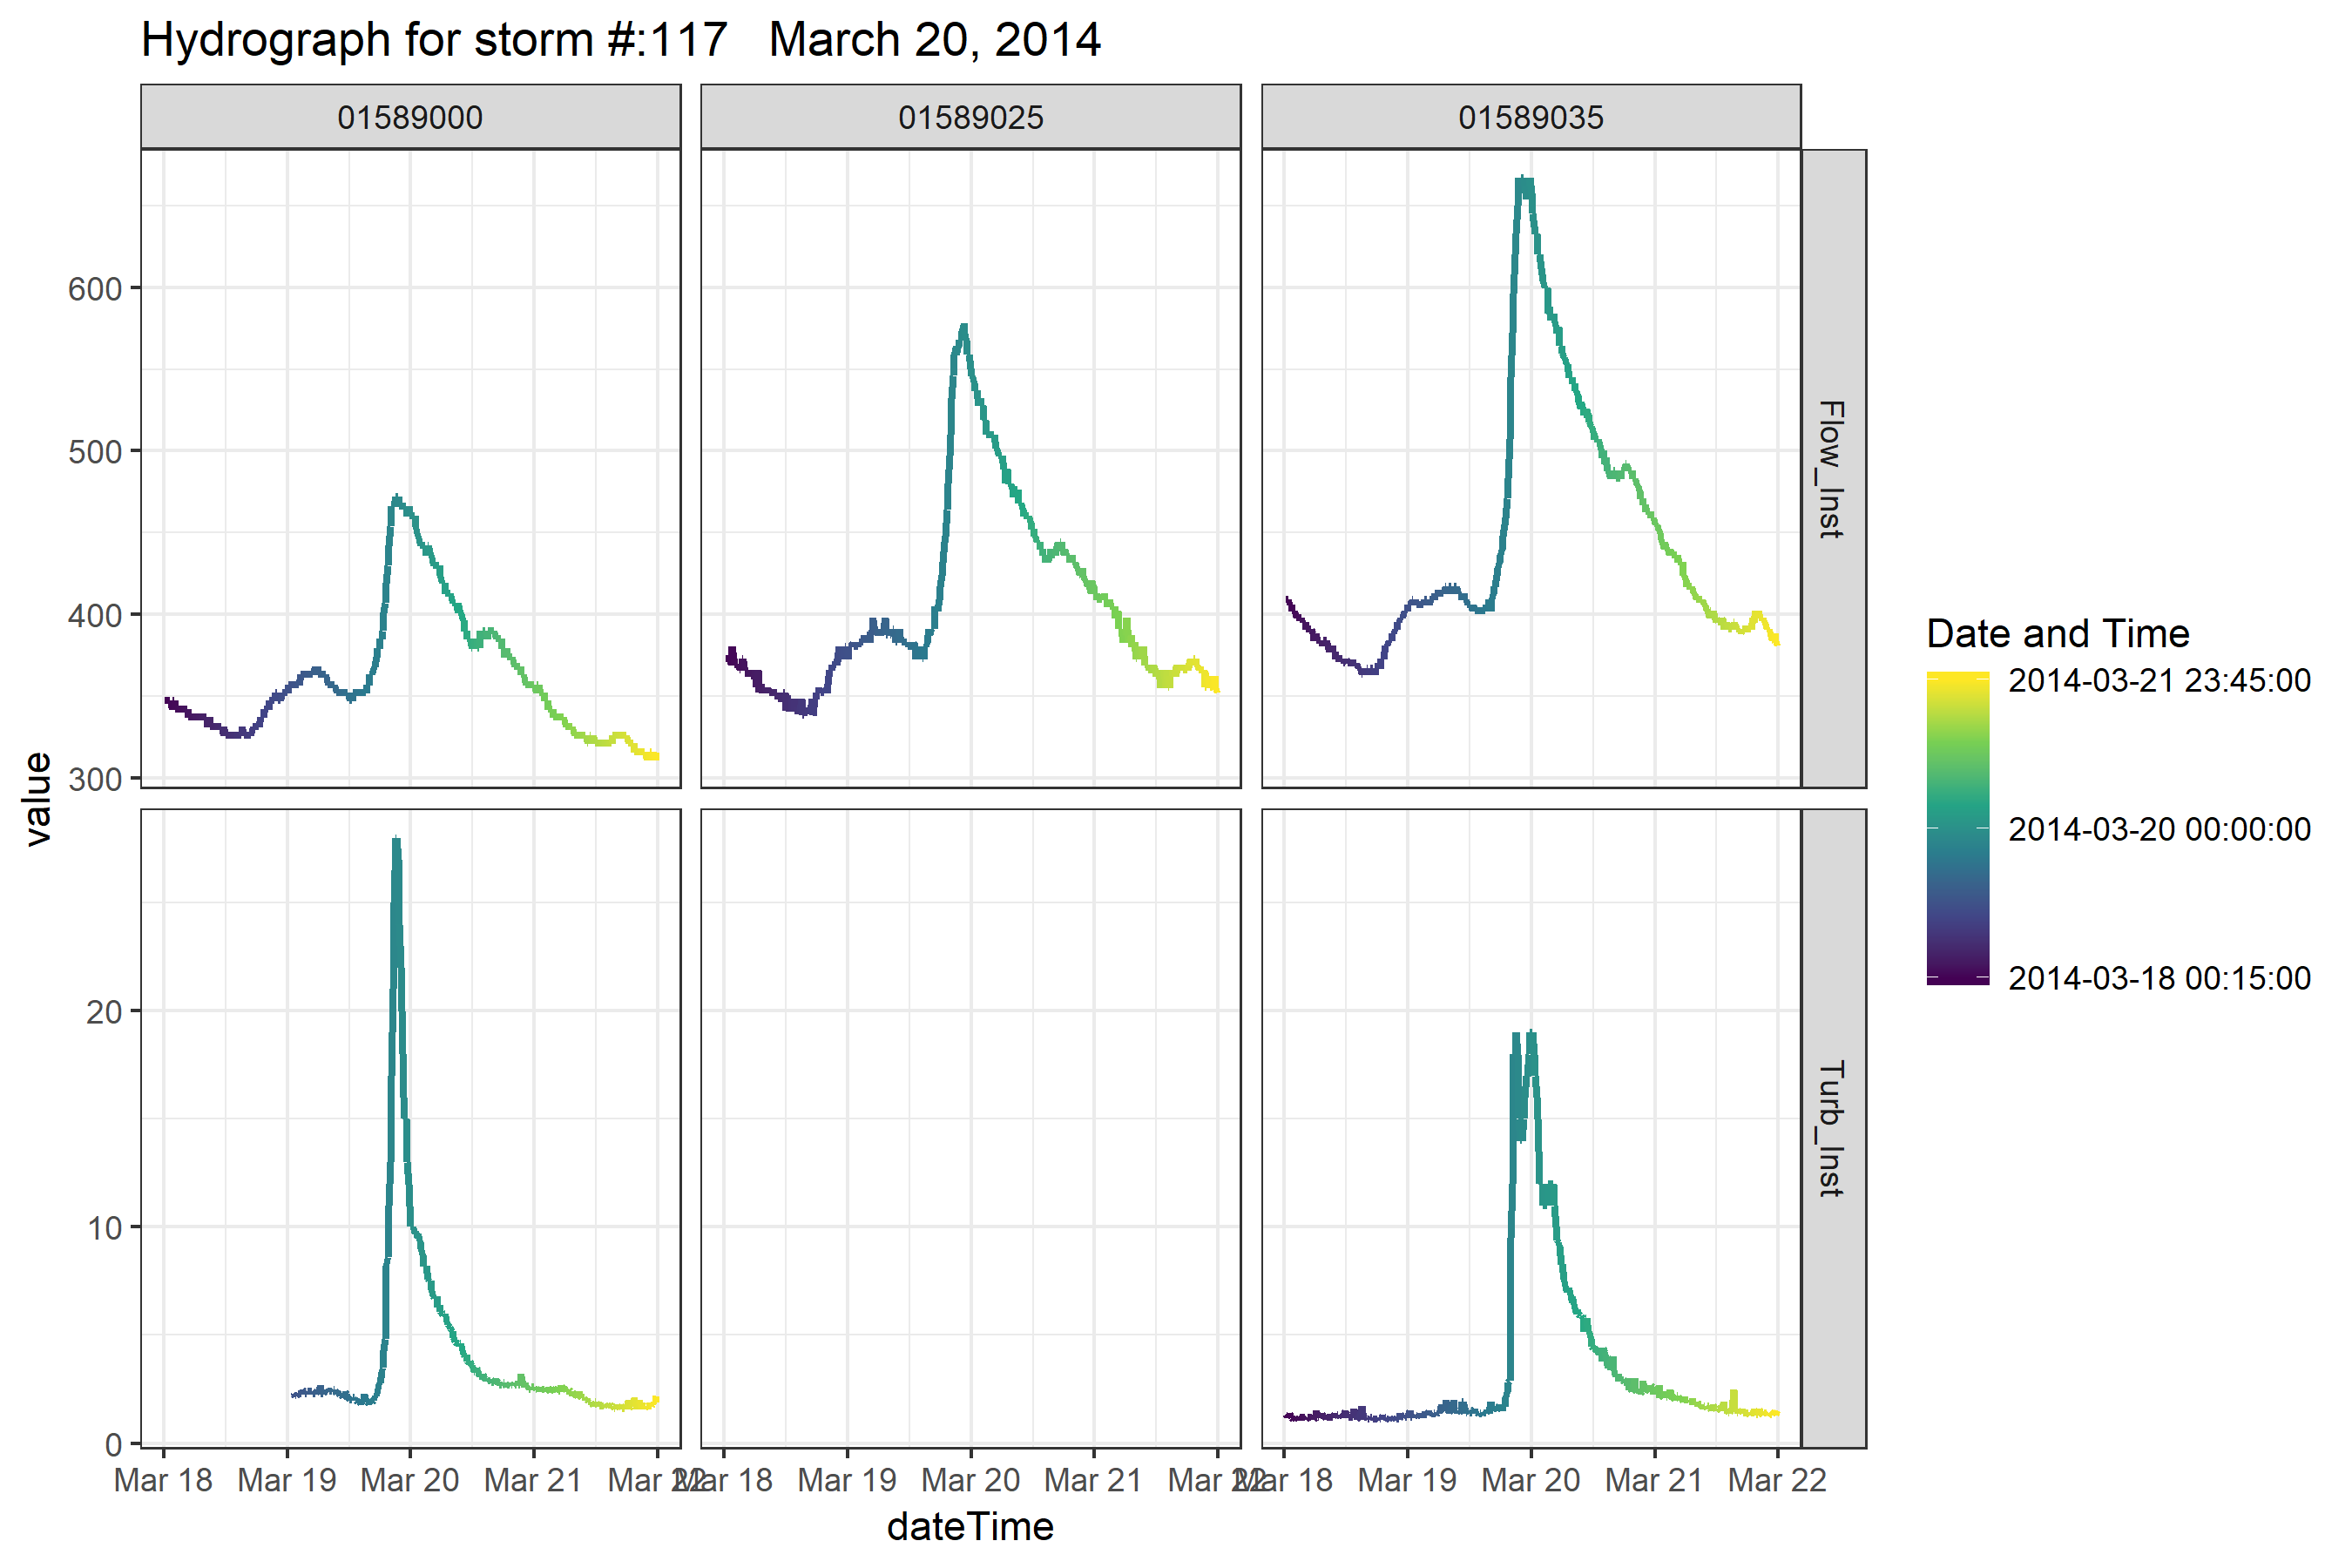 Hydrograph for storm #:117   March 20, 2014
01589000
01589025
01589035
600
500
400
300
Flow_Inst
20
10
0
Turb_Inst
value
Mar 18 Mar 19 Mar 20 Mar 21 Mar 22
Mar 18 Mar 19 Mar 20 Mar 21 Mar 22
Mar 18 Mar 19 Mar 20 Mar 21 Mar 22
dateTime
Date and Time
2014-03-21 23:45:00
2014-03-20 00:00:00
2014-03-18 00:15:00